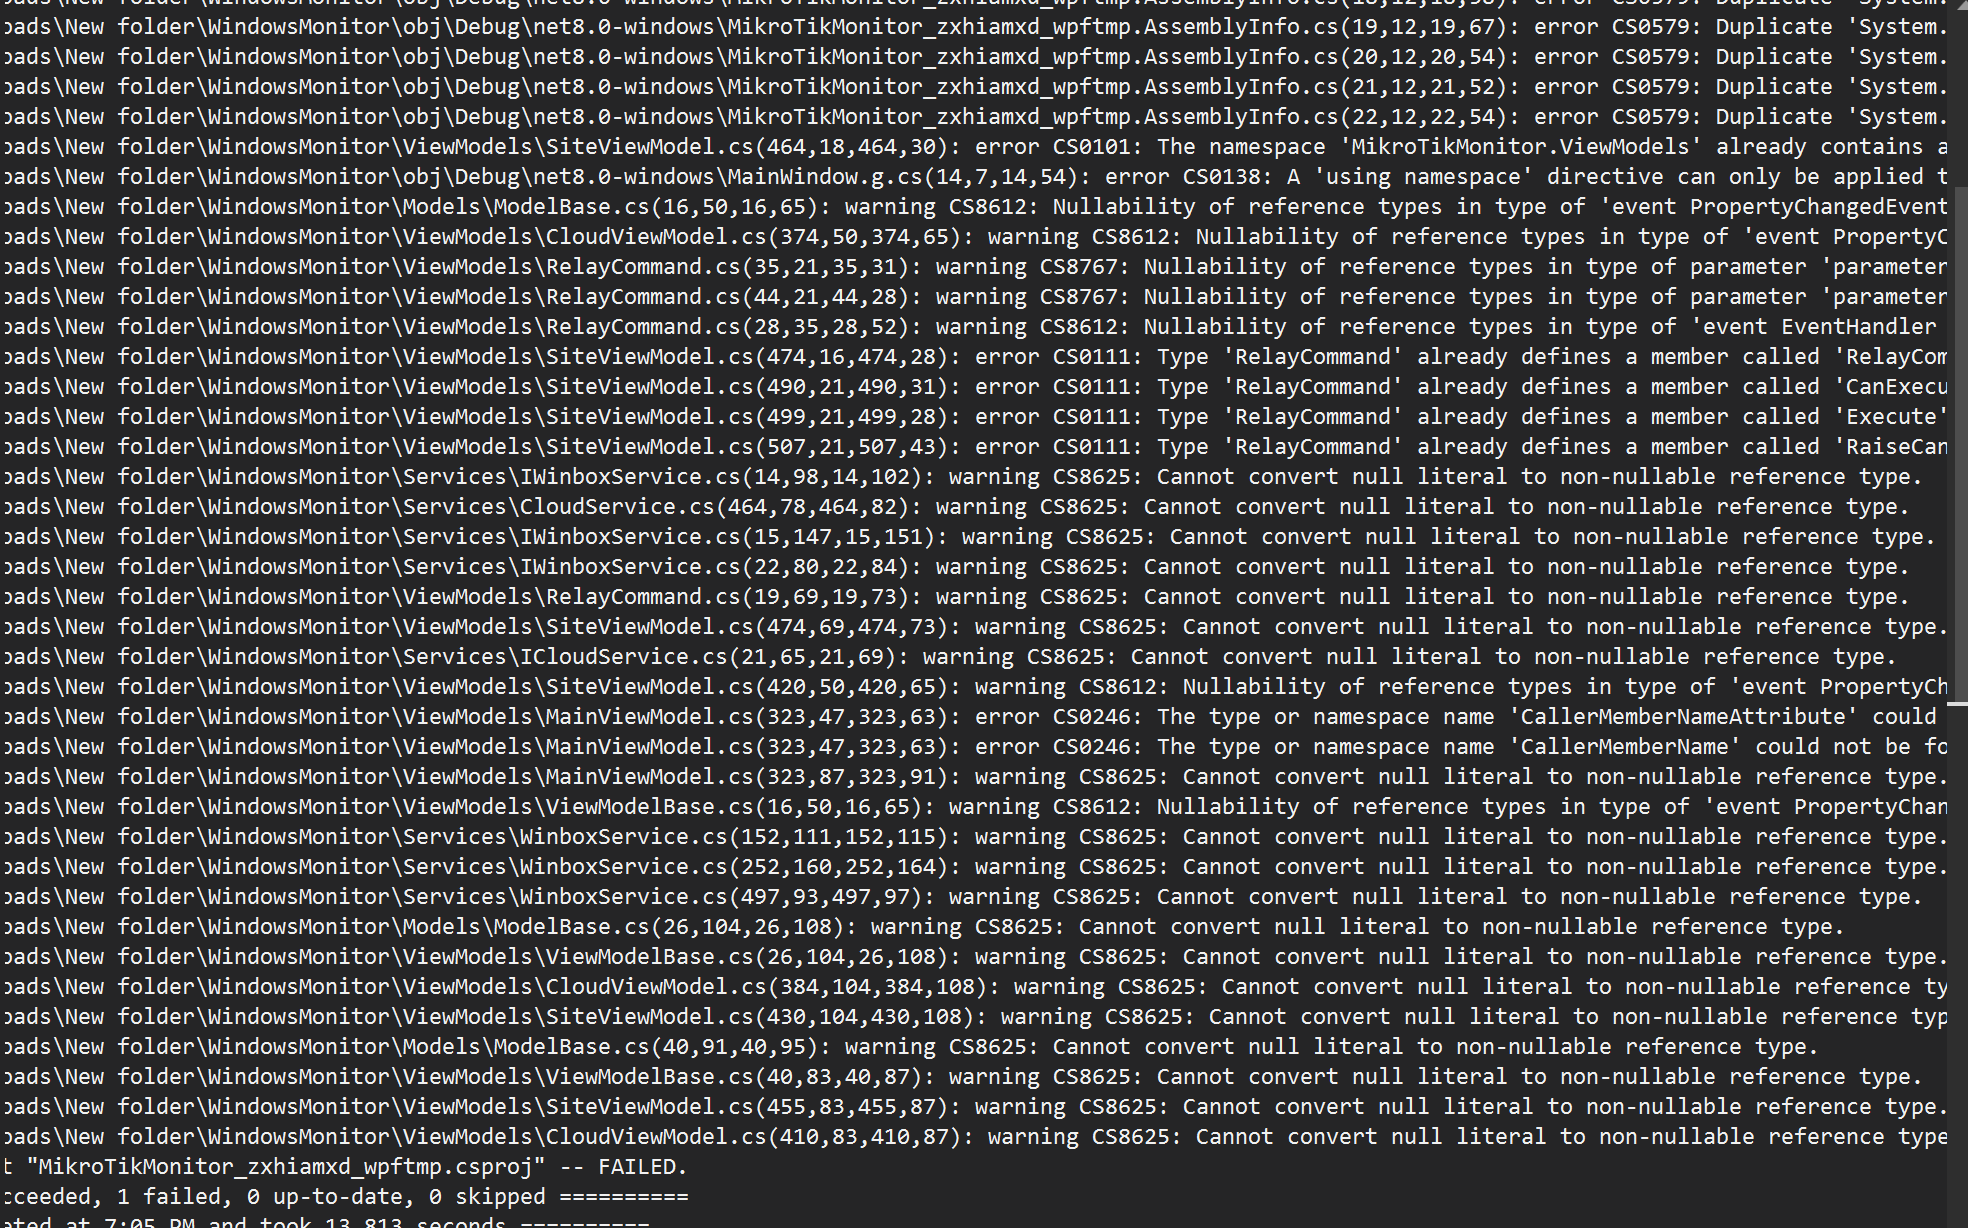 oads\New folder\WindowsMonitor\obj\Debug\net8.0-windows\MikroTikMonitor_zxhiamxd_wpftmp.AssemblyInfo.cs(18,12,18,58): error CS0579: Duplicate 'System.
oads\New folder\WindowsMonitor\obj\Debug\net8.0-windows\MikroTikMonitor_zxhiamxd_wpftmp.AssemblyInfo.cs(19,12,19,67): error CS0579: Duplicate 'System.
oads\New folder\WindowsMonitor\obj\Debug\net8.0-windows\MikroTikMonitor_zxhiamxd_wpftmp.AssemblyInfo.cs(20,12,20,54): error CS0579: Duplicate 'System.
oads\New folder\WindowsMonitor\obj\Debug\net8.0-windows\MikroTikMonitor_zxhiamxd_wpftmp.AssemblyInfo.cs(21,12,21,52): error CS0579: Duplicate 'System.
oads\New folder\WindowsMonitor\obj\Debug\net8.0-windows\MikroTikMonitor_zxhiamxd_wpftmp.AssemblyInfo.cs(22,12,22,54): error CS0579: Duplicate 'System.
oads\New folder\WindowsMonitor\ViewModels\SiteViewModel.cs(464,18,464,30): error CS0101: The namespace 'MikroTikMonitor.ViewModels' already contains a
oads\New folder\WindowsMonitor\obj\Debug\net8.0-windows\MainWindow.g.cs(14,7,14,54): error CS0138: A 'using namespace' directive can only be applied t
oads\New folder\WindowsMonitor\Models\ModelBase.cs(16,50,16,65): warning CS8612: Nullability of reference types in type of 'event PropertyChangedEvent
oads\New folder\WindowsMonitor\ViewModels\CloudViewModel.cs(374,50,374,65): warning CS8612: Nullability of reference types in type of 'event PropertyC
oads\New folder\WindowsMonitor\ViewModels\RelayCommand.cs(35,21,35,31): warning CS8767: Nullability of reference types in type of parameter 'parameter
oads\New folder\WindowsMonitor\ViewModels\RelayCommand.cs(44,21,44,28): warning CS8767: Nullability of reference types in type of parameter 'parameter
oads\New folder\WindowsMonitor\ViewModels\RelayCommand.cs(28,35,28,52): warning CS8612: Nullability of reference types in type of 'event EventHandler
oads\New folder\WindowsMonitor\ViewModels\SiteViewModel.cs(474,16,474,28): error CS0111: Type 'RelayCommand' already defines a member called 'RelayCom
oads\New folder\WindowsMonitor\ViewModels\SiteViewModel.cs(490,21,490,31): error CS0111: Type 'RelayCommand' already defines a member called 'CanExecu
oads\New folder\WindowsMonitor\ViewModels\SiteViewModel.cs(499,21,499,28): error CS0111: Type 'RelayCommand' already defines a member called 'Execute'
oads\New folder\WindowsMonitor\ViewModels\SiteViewModel.cs(507,21,507,43): error CS0111: Type 'RelayCommand' already defines a member called 'RaiseCan
oads\New folder\WindowsMonitor\Services\IWinboxService.cs(14,98,14,102): warning CS8625: Cannot convert null literal to non-nullable reference type.
oads\New folder\WindowsMonitor\Services\CloudService.cs(464,78,464,82): warning CS8625: Cannot convert null literal to non-nullable reference type.
oads\New folder\WindowsMonitor\Services\IWinboxService.cs(15,147,15,151): warning CS8625: Cannot convert null literal to non-nullable reference type.
oads\New folder\WindowsMonitor\Services\IWinboxService.cs(22,80,22,84): warning CS8625: Cannot convert null literal to non-nullable reference type.
oads\New folder\WindowsMonitor\ViewModels\RelayCommand.cs(19,69,19,73): warning CS8625: Cannot convert null literal to non-nullable reference type.
oads\New folder\WindowsMonitor\ViewModels\SiteViewModel.cs(474,69,474,73): warning CS8625: Cannot convert null literal to non-nullable reference type.
oads\New folder\WindowsMonitor\Services\ICloudService.cs(21,65,21,69): warning CS8625: Cannot convert null literal to non-nullable reference type.
oads\New folder\WindowsMonitor\ViewModels\SiteViewModel.cs(420,50,420,65): warning CS8612: Nullability of reference types in type of 'event PropertyCh
oads\New folder\WindowsMonitor\ViewModels\MainViewModel.cs(323,47,323,63): error CS0246: The type or namespace name 'CallerMemberNameAttribute' could
oads\New folder\WindowsMonitor\ViewModels\MainViewModel.cs(323,47,323,63): error CS0246: The type or namespace name 'CallerMemberName' could not be fo
oads\New folder\WindowsMonitor\ViewModels\MainViewModel.cs(323,87,323,91): warning CS8625: Cannot convert null literal to non-nullable reference type.
oads\New folder\WindowsMonitor\ViewModels\ViewModelBase.cs(16,50,16,65): warning CS8612: Nullability of reference types in type of 'event PropertyChan
oads\New folder\WindowsMonitor\Services\WinboxService.cs(152,111,152,115): warning CS8625: Cannot convert null literal to non-nullable reference type.
oads\New folder\WindowsMonitor\Services\WinboxService.cs(252,160,252,164): warning CS8625: Cannot convert null literal to non-nullable reference type.
oads\New folder\WindowsMonitor\Services\WinboxService.cs(497,93,497,97): warning CS8625: Cannot convert null literal to non-nullable reference type.
oads\New folder\WindowsMonitor\Models\ModelBase.cs(26,104,26,108): warning CS8625: Cannot convert null literal to non-nullable reference type.
oads\New folder\WindowsMonitor\ViewModels\ViewModelBase.cs(26,104,26,108): warning CS8625: Cannot convert null literal to non-nullable reference type.
oads\New folder\WindowsMonitor\ViewModels\CloudViewModel.cs(384,104,384,108): warning CS8625: Cannot convert null literal to non-nullable reference ty
oads\New folder\WindowsMonitor\ViewModels\SiteViewModel.cs(430,104,430,108): warning CS8625: Cannot convert null literal to non-nullable reference typ
oads\New folder\WindowsMonitor\Models\ModelBase.cs(40,91,40,95): warning CS8625: Cannot convert null literal to non-nullable reference type.
oads\New folder\WindowsMonitor\ViewModels\ViewModelBase.cs(40,83,40,87): warning CS8625: Cannot convert null literal to non-nullable reference type.
oads\New folder\WindowsMonitor\ViewModels\SiteViewModel.cs(455,83,455,87): warning CS8625: Cannot convert null literal to non-nullable reference type.
oads\New folder\WindowsMonitor\ViewModels\CloudViewModel.cs(410,83,410,87): warning CS8625: Cannot convert null literal to non-nullable reference type
t "MikroTikMonitor_zxhiamxd_wpftmp.csproj" -- FAILED.
cceeded, 1 failed, 0 up-to-date, 0 skipped ==========
eted at 7:05 PM and took 13.813 seconds ==========